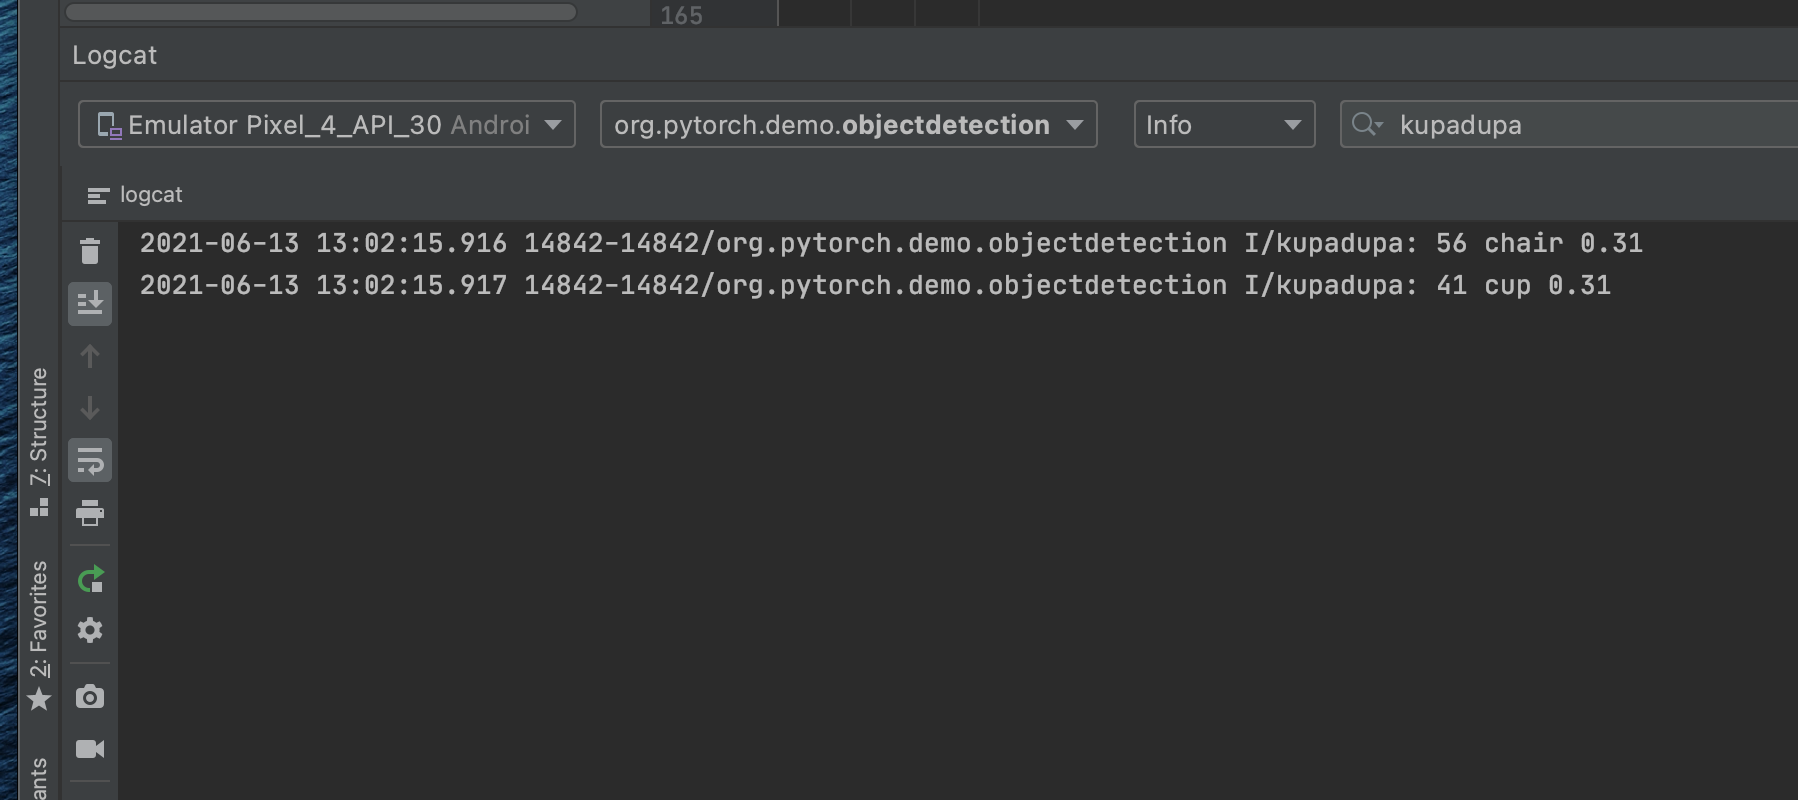 165
Logcat
Emulator Pixel_4_API_30 Androi
org.pytorch.demo.objectdetection
Info
kupadupa
logcat
2021-06-13 13:02:15.916 14842-14842/org.pytorch.demo.objectdetection I/kupadupa: 56 chair 0.31
2021-06-13 13:02:15.917 14842-14842/org.pytorch.demo.objectdetection I/kupadupa: 41 cup 0.31
7: Structure
2: Favorites
ants